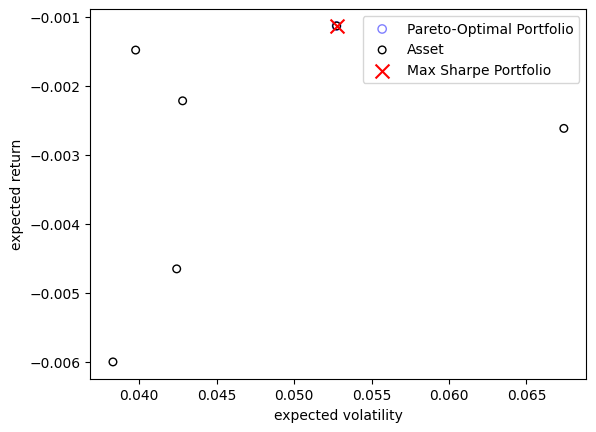 −0.001
−0.002
−0.003
−0.004
−0.005
−0.006
expected return
Pareto-Optimal Portfolio
Asset
Max Sharpe Portfolio
0.040 0.045 0.050 0.055 0.060 0.065
expected volatility